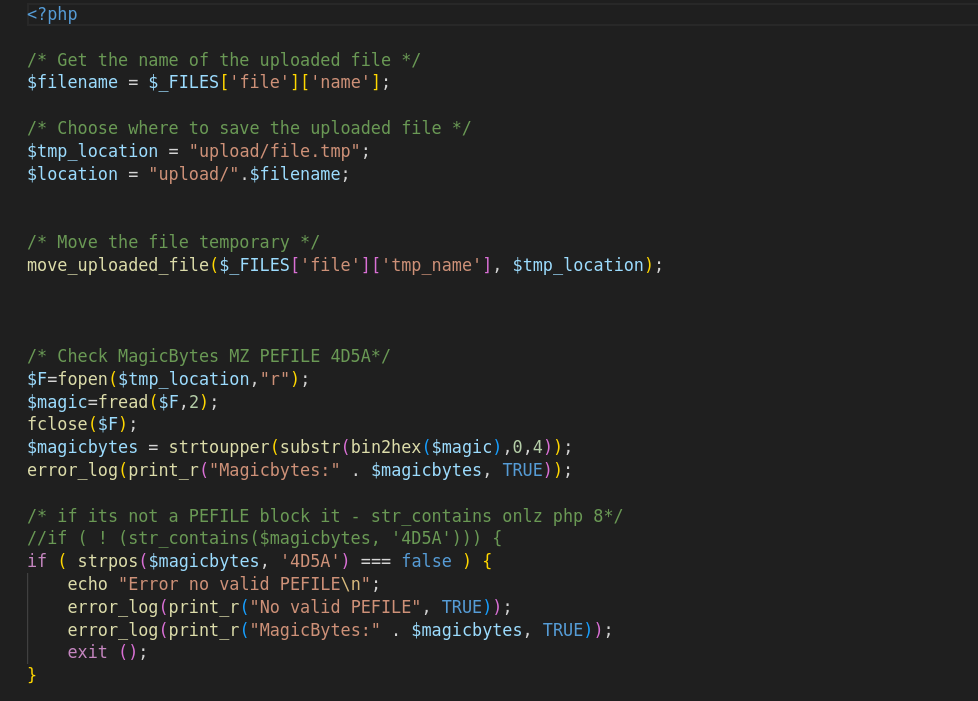 <?php
/* Get the name of the uploaded file */
$filename = $_FILES['file']['name'];
/* Choose where to save the uploaded file */
$tmp_location = "upload/file.tmp";
$location = "upload/".$filename;
/* Move the file temporary */
move_uploaded_file($_FILES['file']['tmp_name'], $tmp_location);
/* Check MagicBytes MZ PEFILE 4D5A*/
$F=fopen($tmp_location,"r");
$magic=fread($F,2);
fclose($F);
$magicbytes = strtoupper(substr(bin2hex($magic),0,4));
error_log(print_r("Magicbytes:" . $magicbytes, TRUE));
/* if its not a PEFILE block it - str_contains onlz php 8*/
//if ( ! (str_contains($magicbytes, '4D5A'))) {
if ( strpos($magicbytes, '4D5A') === false ) {
    echo "Error no valid PEFILE\n";
    error_log(print_r("No valid PEFILE", TRUE));
    error_log(print_r("MagicBytes:" . $magicbytes, TRUE));
    exit ();
}